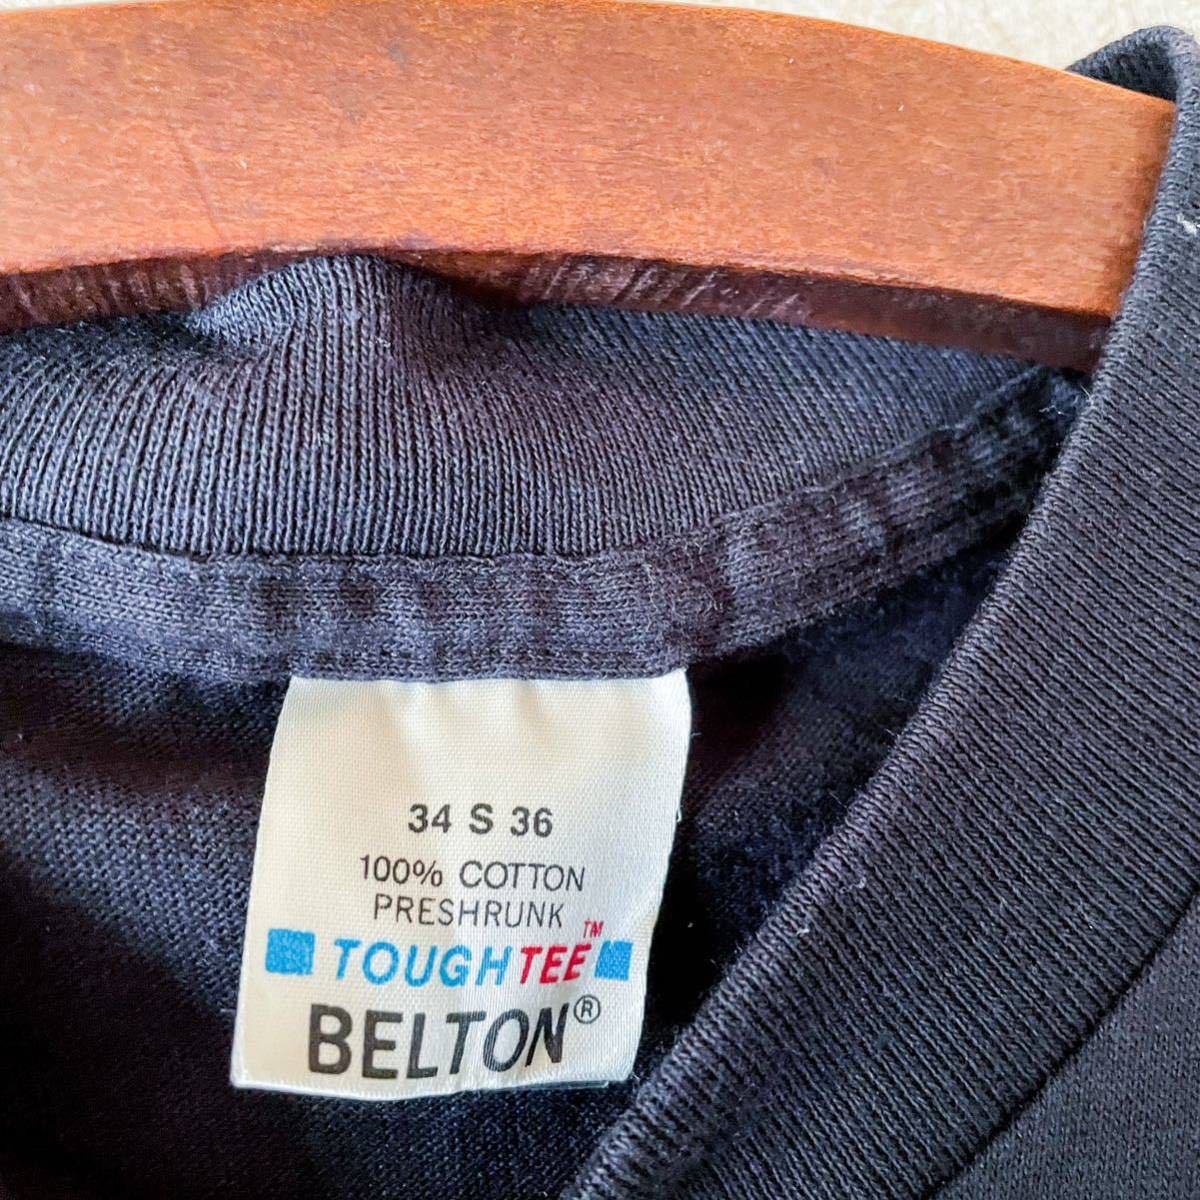 34 S 36
100% COTTON
PRESHRUNK
TOUGHTEE™
BELTON®